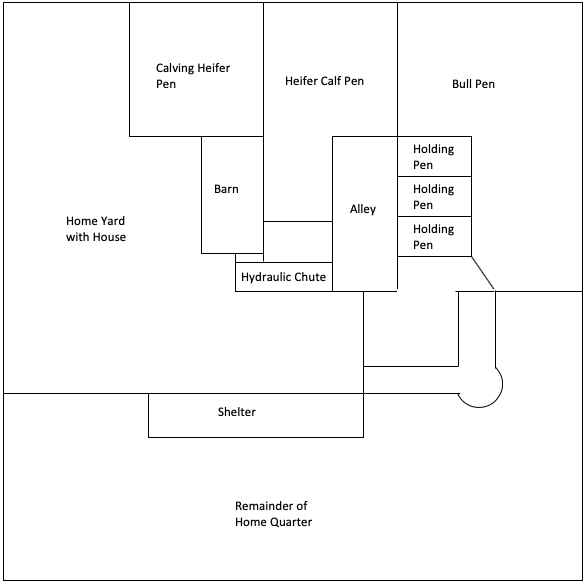 Calving Heifer
Pen
Heifer Calf Pen
Bull Pen
Holding
Pen
Barn
Holding
Pen
Alley
Home Yard
with House
Holding
Pen
Hydraulic Chute
Shelter
Remainder of
Home Quarter